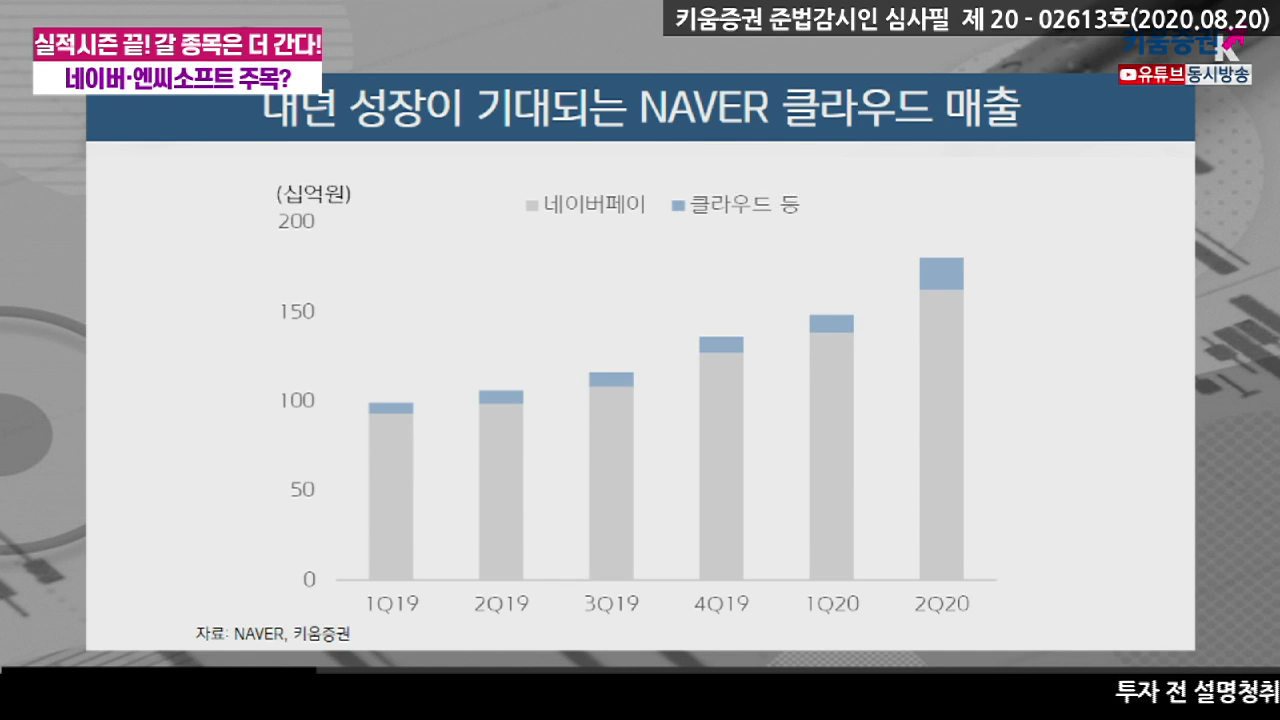 키움증권 준법감시인 심사필 제 20 - 02613호(2020.08.20)
실적시즌 끝! 갈 종목은 더 간다!
네이버·엔씨소프트 주목?
키움증권
유튜브 동시방송
내년 성장이 기대되는 NAVER 클라우드 매출
(십억원)
네이버페이 클라우드 등
200
150
100
50
0
1Q19 2Q19 3Q19 4Q19 1Q20 2Q20
자료: NAVER, 키움증권
투자 전 설명청취